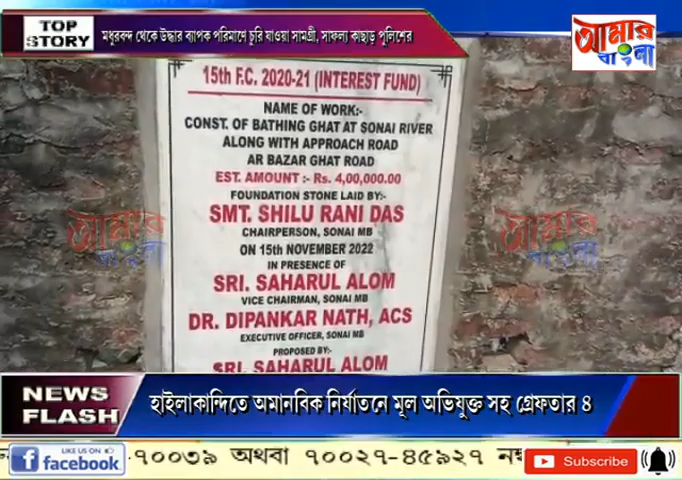 TOP
STORY
মধুরবন্দ থেকে উদ্ধার ব্যাপক পরিমাণে চুরি যাওয়া সামগ্রী, সাফল্য কাছাড় পুলিশের
আমার
বাংলা
15th F.C. 2020-21 (INTEREST FUND)
NAME OF WORK:-
CONST. OF BATHING GHAT AT SONAI RIVER
ALONG WITH APPROACH ROAD
AR BAZAR GHAT ROAD
EST. AMOUNT :- Rs. 4,00,000.00
FOUNDATION STONE LAID BY:-
SMT. SHILU RANI DAS
CHAIRPERSON, SONAI MB
ON 15th NOVEMBER 2022
IN PRESENCE OF
SRI. SAHARUL ALOM
VICE CHAIRMAN, SONAI MB
DR. DIPANKAR NATH, ACS
EXECUTIVE OFFICER, SONAI MB
PROPOSED BY:-
SRI. SAHARUL ALOM
আমার
বাংলা
আমার
বাংলা
NEWS
FLASH
হাইলাকান্দিতে অমানবিক নির্যাতনে মূল অভিযুক্ত সহ গ্রেফতার ৪
LIKE US ON
facebook
-৭০০৩৯ অথবা ৭০০২৭-৪৫৯২৭
Subscribe